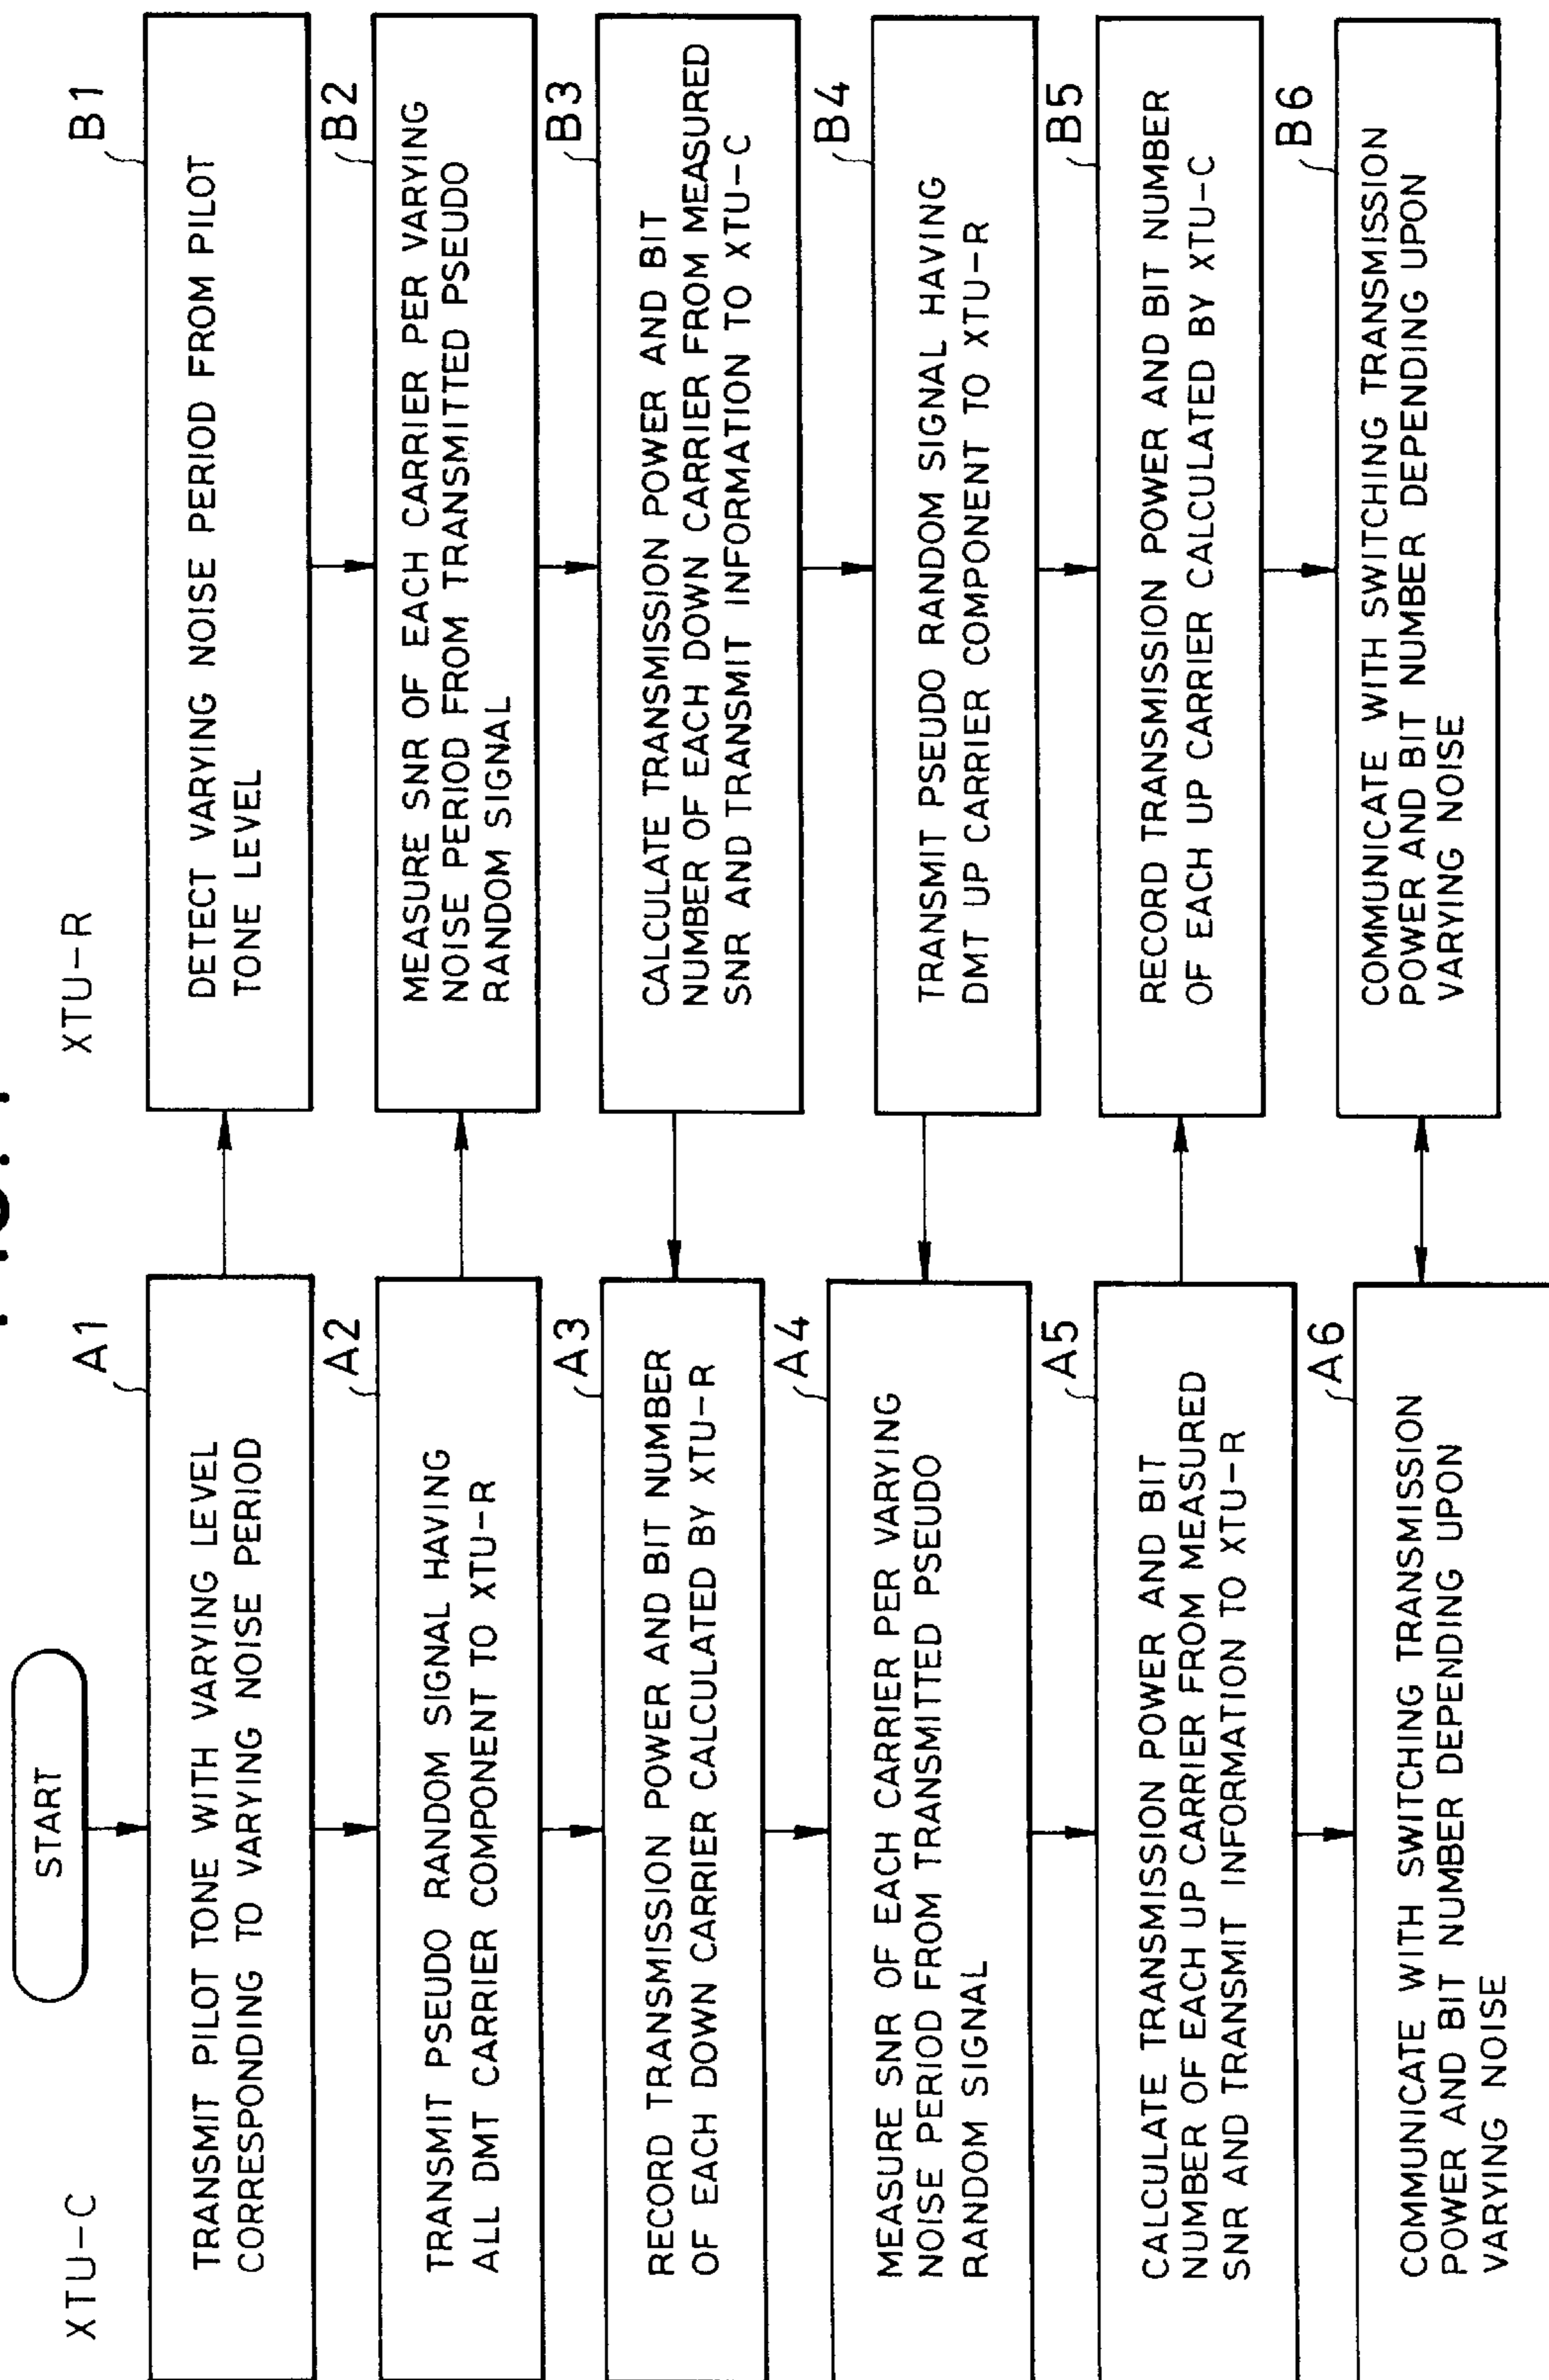 XTU-C
START
A1
TRANSMIT PILOT TONE WITH VARYING LEVEL
CORRESPONDING TO VARYING NOISE PERIOD
A2
TRANSMIT PSEUDO RANDOM SIGNAL HAVING
ALL DMT CARRIER COMPONENT TO XTU-R
A3
RECORD TRANSMISSION POWER AND BIT NUMBER
OF EACH DOWN CARRIER CALCULATED BY XTU-R
A4
MEASURE SNR OF EACH CARRIER PER VARYING
NOISE PERIOD FROM TRANSMITTED PSEUDO
RANDOM SIGNAL
A5
CALCULATE TRANSMISSION POWER AND BIT
NUMBER OF EACH UP CARRIER FROM MEASURED
SNR AND TRANSMIT INFORMATION TO XTU-R
A6
COMMUNICATE WITH SWITCHING TRANSMISSION
POWER AND BIT NUMBER DEPENDING UPON
VARYING NOISE
XTU-R
B1
DETECT VARYING NOISE PERIOD FROM PILOT
TONE LEVEL
B2
MEASURE SNR OF EACH CARRIER PER VARYING
NOISE PERIOD FROM TRANSMITTED PSEUDO
RANDOM SIGNAL
B3
CALCULATE TRANSMISSION POWER AND BIT
NUMBER OF EACH DOWN CARRIER FROM MEASURED
SNR AND TRANSMIT INFORMATION TO XTU-C
B4
TRANSMIT PSEUDO RANDOM SIGNAL HAVING
DMT UP CARRIER COMPONENT TO XTU-R
B5
RECORD TRANSMISSION POWER AND BIT NUMBER
OF EACH UP CARRIER CALCULATED BY XTU-C
B6
COMMUNICATE WITH SWITCHING TRANSMISSION
POWER AND BIT NUMBER DEPENDING UPON
VARYING NOISE